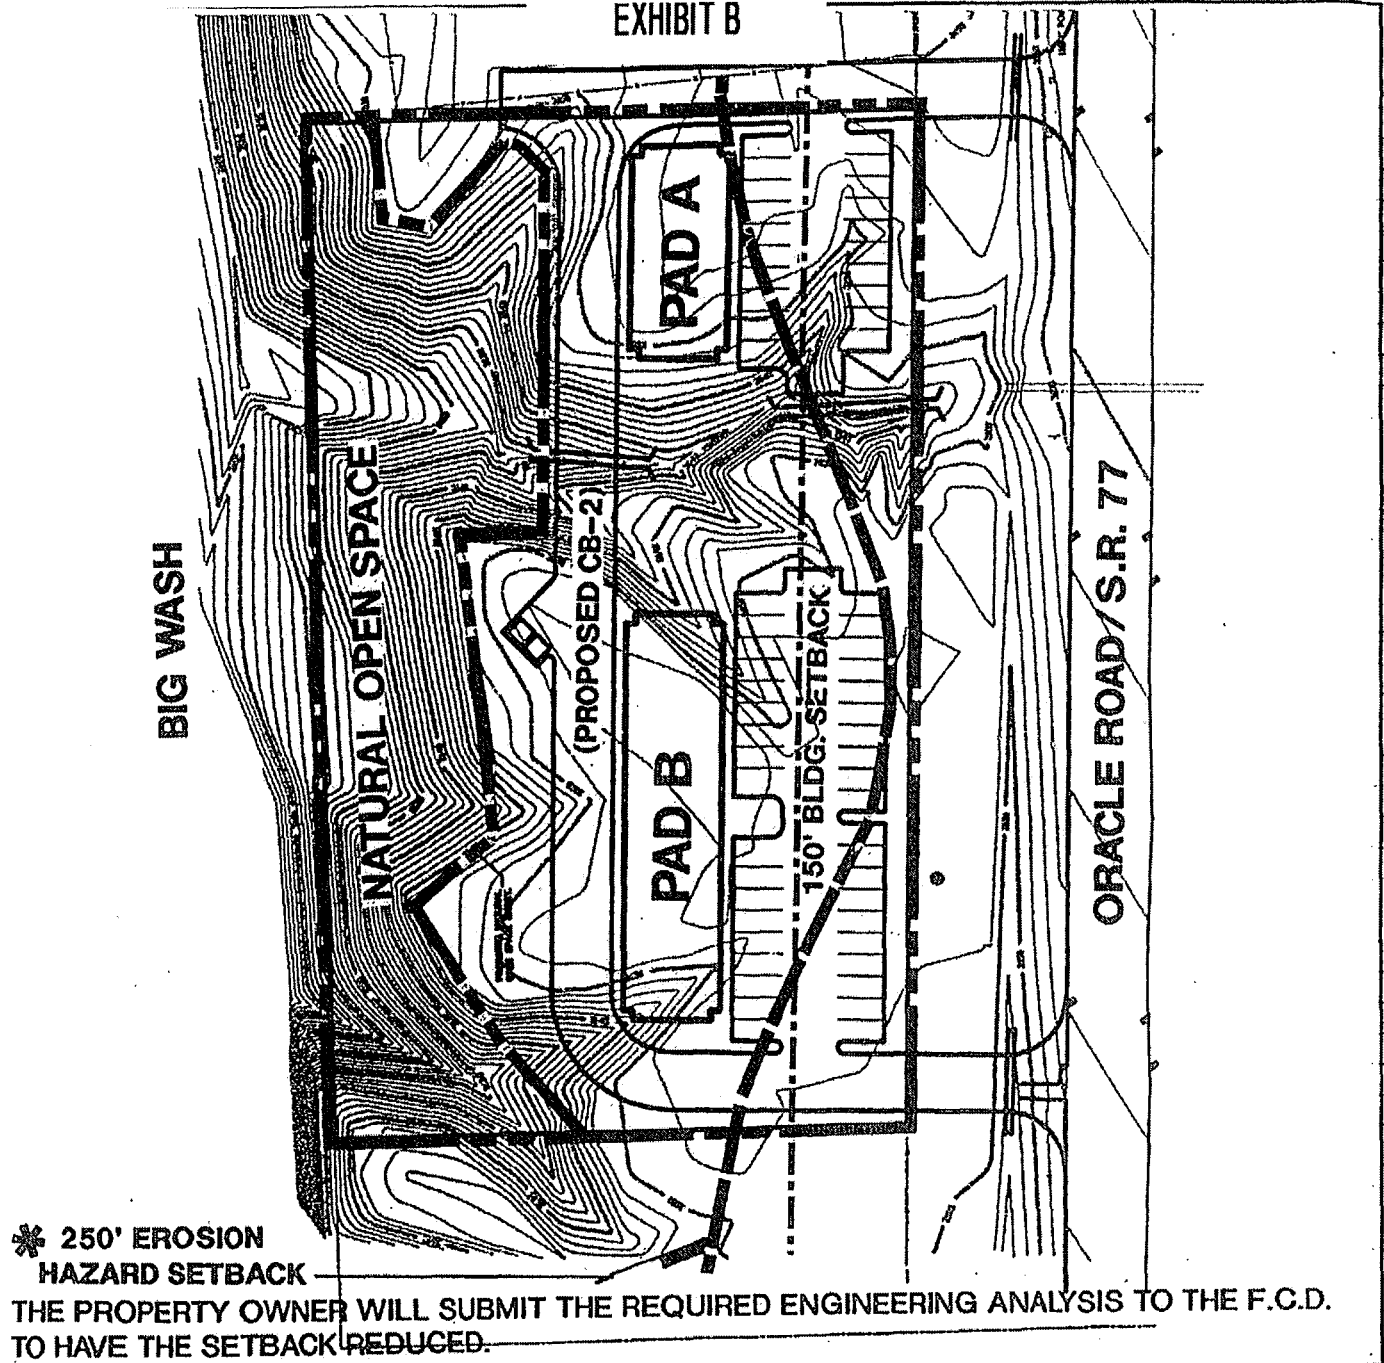 EXHIBIT B
PAD A
BIG WASH
NATURAL OPEN SPACE
(PROPOSED CB-2)
PAD B
150' BLDG. SETBACK
ORACLE ROAD / S.R. 77
✻ 250' EROSION
HAZARD SETBACK
THE PROPERTY OWNER WILL SUBMIT THE REQUIRED ENGINEERING ANALYSIS TO THE F.C.D.
TO HAVE THE SETBACK REDUCED.